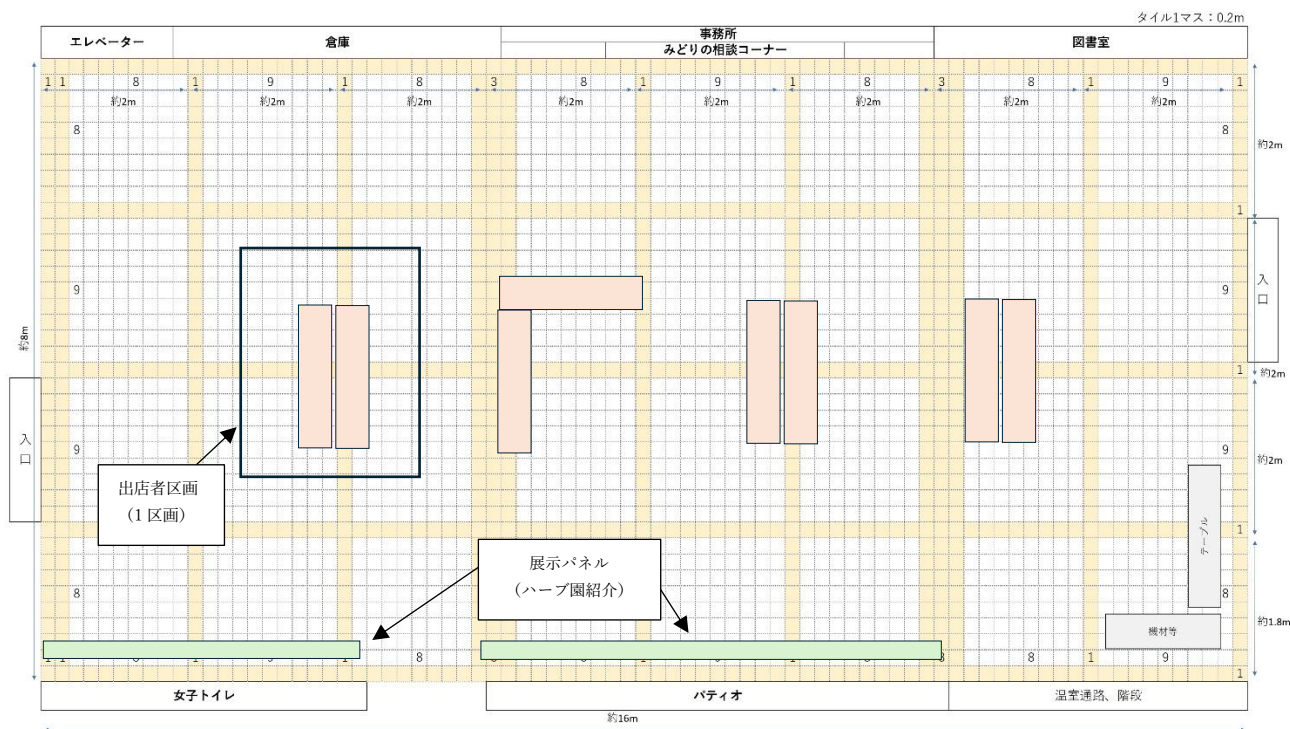 タイル1マス：0.2m
エレベーター
倉庫
事務所
みどりの相談コーナー
図書室
1 1 8 1 9 1 8 3 8 1 9 1 8 3 8 1 9 1
約2m 約2m 約2m 約2m 約2m 約2m 約2m 約2m
8 8
約2m
1
9 9
入口
約8m
1
約2m
入口
9 9
約2m
出店者区画
（1 区画）
テーブル
1
展示パネル
（ハーブ園紹介）
8 8
約1.8m
機材等
8 8 1 9
1
女子トイレ
パティオ
温室通路、階段
約16m